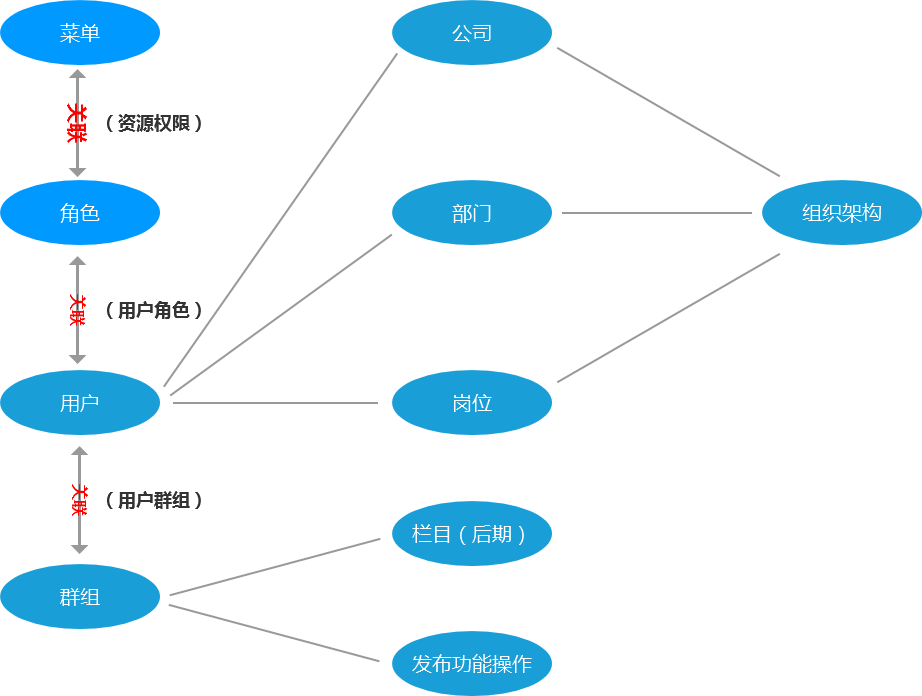 菜单
公司
关联
（资源权限）
角色
部门
组织架构
关联
（用户角色）
用户
岗位
关联
（用户群组）
栏目（后期）
群组
发布功能操作